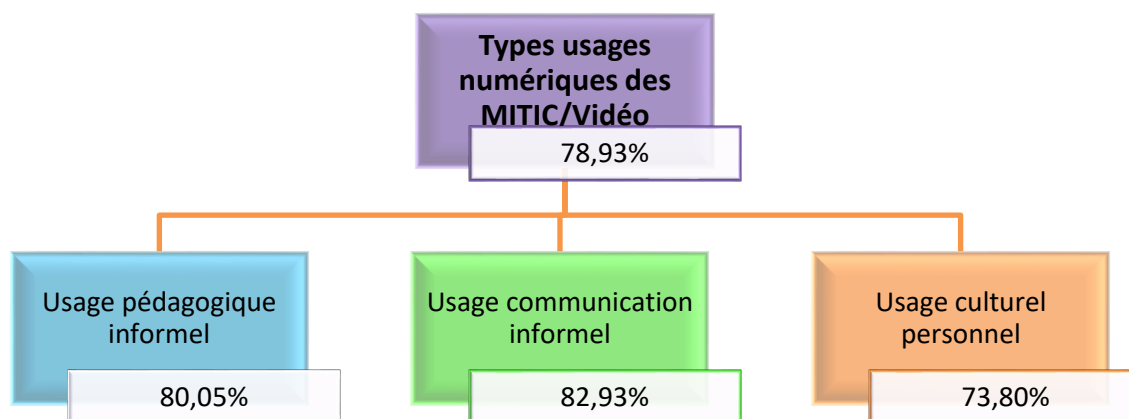 Types usages
numériques des
MITIC/Vidéo
78,93%
Usage pédagogique
informel
80,05%
Usage communication
informel
82,93%
Usage culturel
personnel
73,80%